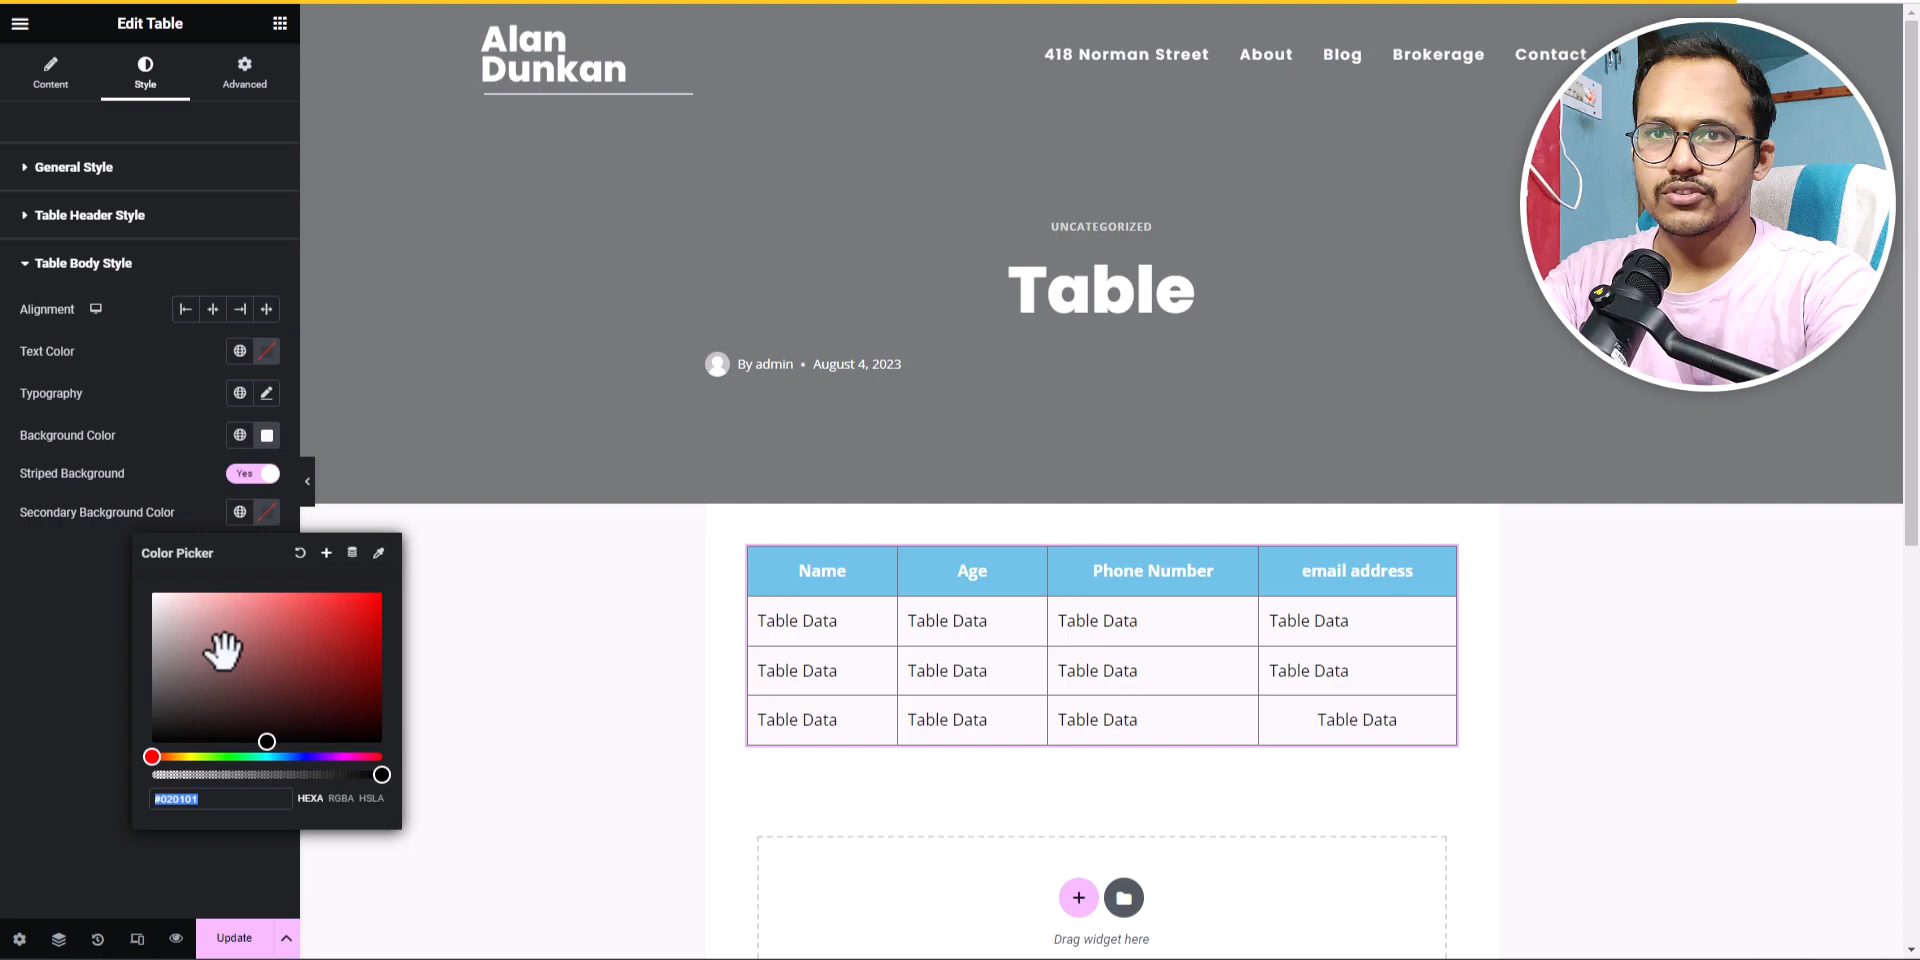 Edit Table
Content
Style
Advanced
General Style
Table Header Style
Table Body Style
Alignment
Text Color
Typography
Background Color
Striped Background
Yes
Secondary Background Color
Color Picker
#020101
HEXA RGBA HSLA
Update
Alan
Dunkan
418 Norman Street About Blog Brokerage Contact
UNCATEGORIZED
Table
By admin • August 4, 2023
Name Age Phone Number email address
Table Data Table Data Table Data Table Data
Table Data Table Data Table Data Table Data
Table Data Table Data Table Data Table Data
Drag widget here